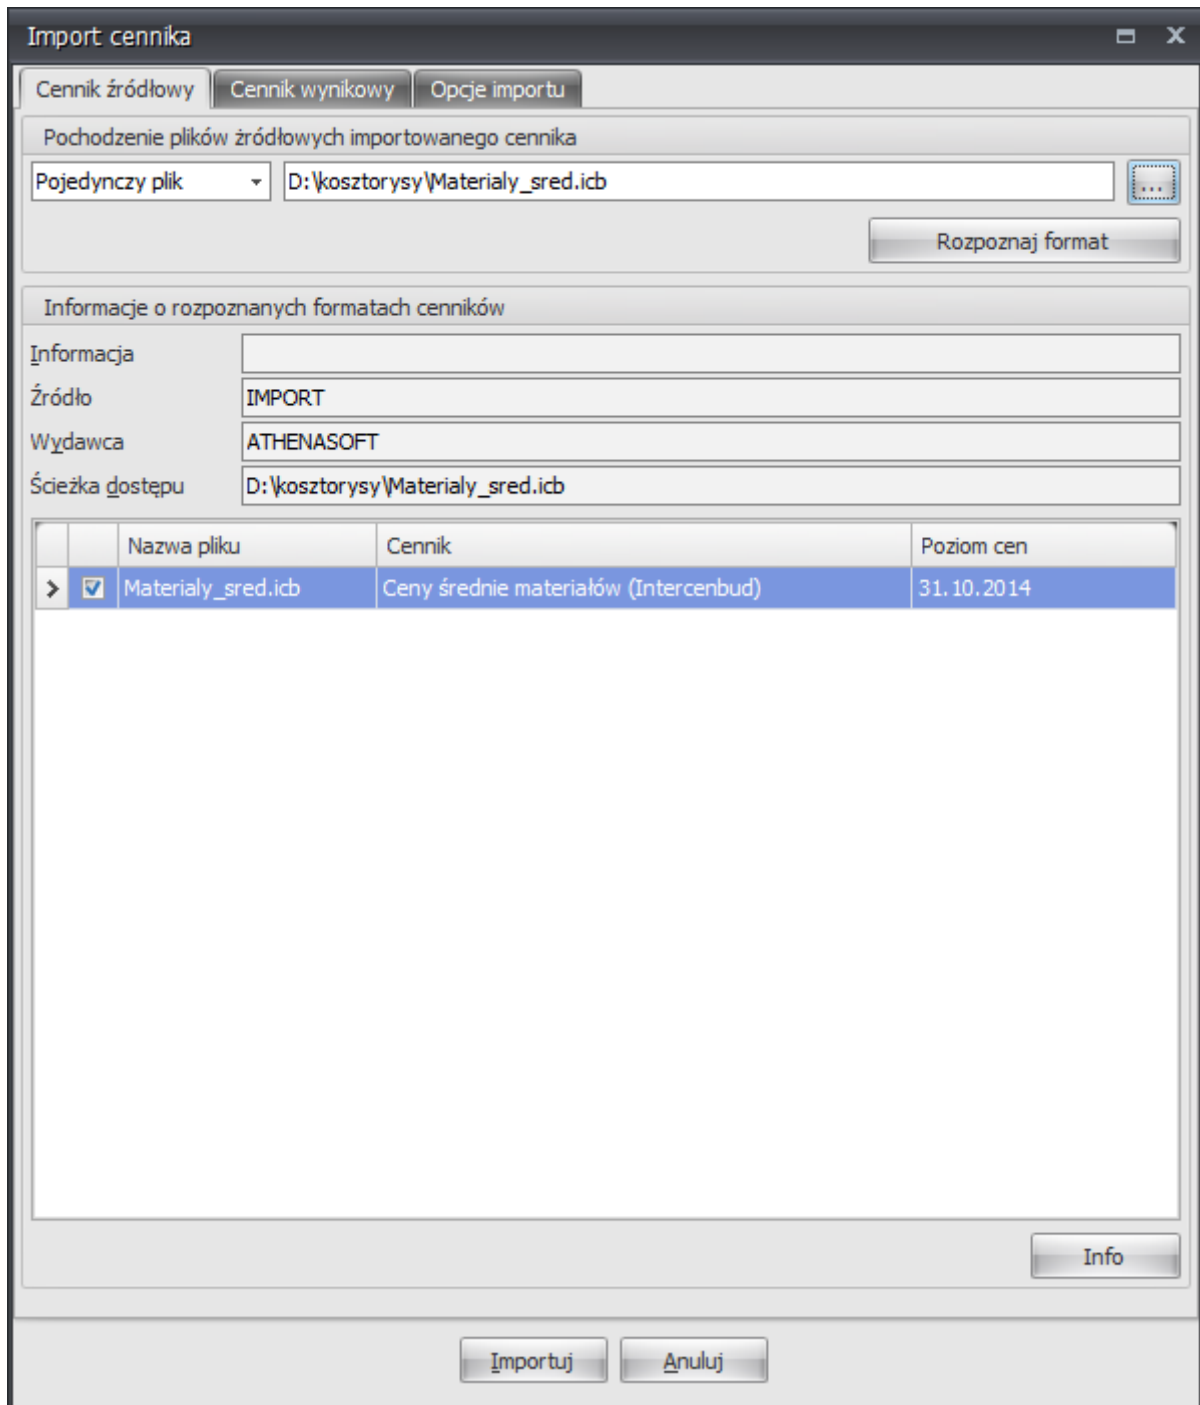 Import cennika
Cennik źródłowy Cennik wynikowy Opcje importu
Pochodzenie plików żródłowych importowanego cennika
Pojedynczy plik D:\kosztorysy\Materialy_sred.icb ...
Rozpoznaj format
Informacje o rozpoznanych formatach cenników
Informacja
Źródło IMPORT
Wydawca ATHENASOFT
Ścieżka dostępu D:\kosztorysy\Materialy_sred.icb
Nazwa pliku Cennik Poziom cen
Materialy_sred.icb Ceny średnie materiałów (Intercenbud) 31.10.2014
Info
Importuj Anuluj